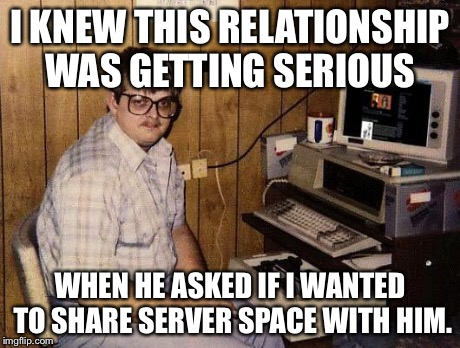 I KNEW THIS RELATIONSHIP
WAS GETTING SERIOUS
WHEN HE ASKED IF I WANTED
TO SHARE SERVER SPACE WITH HIM.
imgflip.com